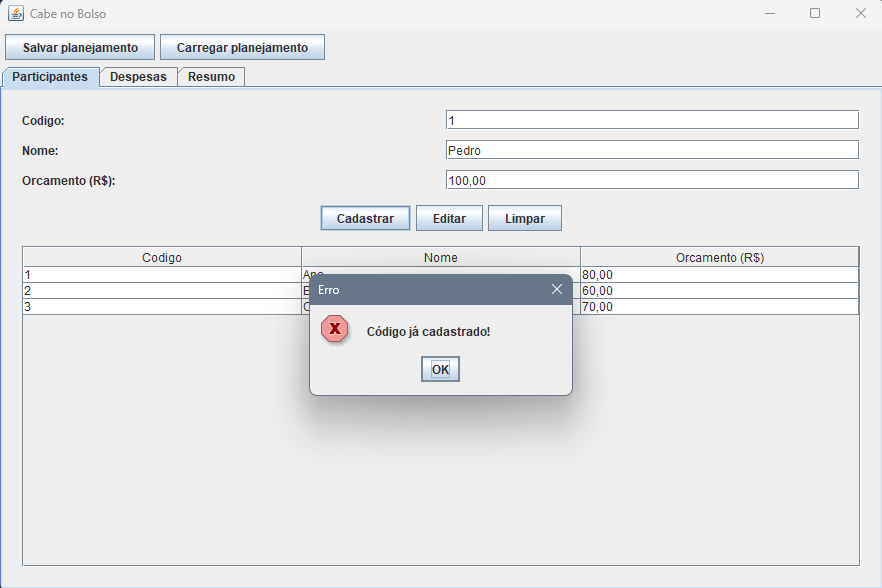 Cabe no Bolso
Salvar planejamento Carregar planejamento
Participantes Despesas Resumo
Codigo: 1
Nome: Pedro
Orcamento (R$): 100,00
Cadastrar Editar Limpar
Codigo Nome Orcamento (R$)
1 80,00
2 60,00
3 70,00
Erro
Código já cadastrado!
OK